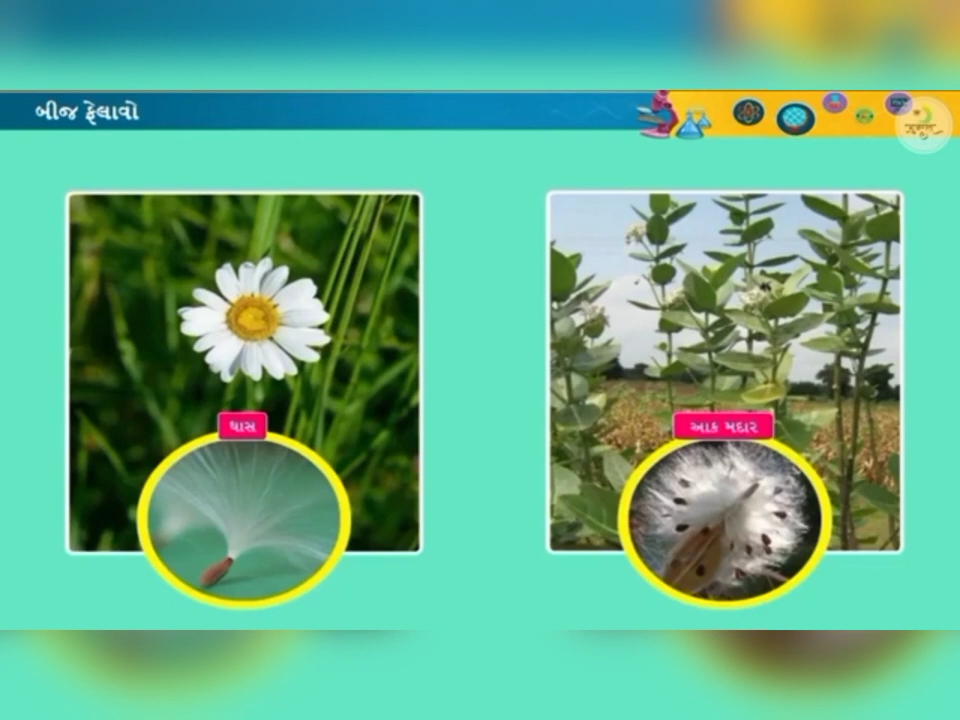 બીજ ફેલાવો
ઘાસ
આક મદાર